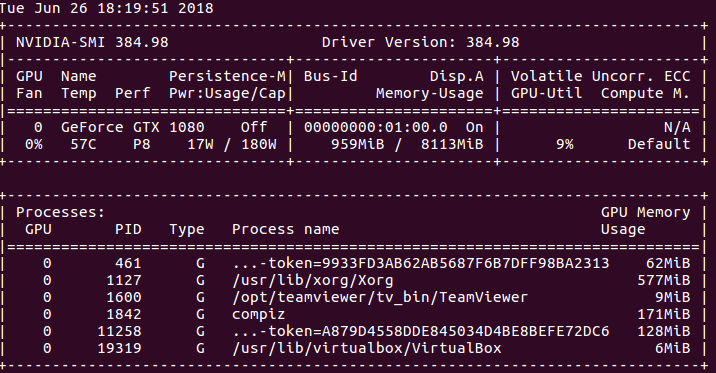 Tue Jun 26 18:19:51 2018
+-----------------------------------------------------------------------------+
| NVIDIA-SMI 384.98                 Driver Version: 384.98                    |
|-------------------------------+----------------------+----------------------+
| GPU  Name        Persistence-M| Bus-Id        Disp.A | Volatile Uncorr. ECC |
| Fan  Temp  Perf  Pwr:Usage/Cap|         Memory-Usage | GPU-Util  Compute M. |
|===============================+======================+======================|
|   0  GeForce GTX 1080    Off  | 00000000:01:00.0  On |                  N/A |
|  0%   57C    P8    17W / 180W |    959MiB /  8113MiB |      9%      Default |
+-------------------------------+----------------------+----------------------+

+-----------------------------------------------------------------------------+
| Processes:                                                       GPU Memory |
|  GPU       PID   Type   Process name                             Usage      |
|=============================================================================|
|    0       461      G   ...-token=9933FD3AB62AB5687F6B7DFF98BA2313    62MiB |
|    0      1127      G   /usr/lib/xorg/Xorg                           577MiB |
|    0      1600      G   /opt/teamviewer/tv_bin/TeamViewer              9MiB |
|    0      1842      G   compiz                                       171MiB |
|    0     11258      G   ...-token=A879D4558DDE845034D4BE8BEFE72DC6   128MiB |
|    0     19319      G   /usr/lib/virtualbox/VirtualBox                 6MiB |
+-----------------------------------------------------------------------------+